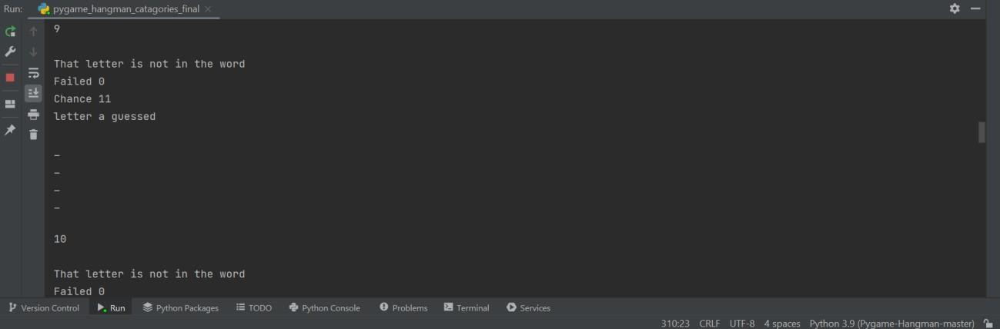 Run: pygame_hangman_catagories_final
9
That letter is not in the word
Failed 0
Chance 11
letter a guessed
_
_
_
_
10
That letter is not in the word
Failed 0
Version Control Run Python Packages TODO Python Console Problems Terminal Services
310:23 CRLF UTF-8 4 spaces Python 3.9 (Pygame-Hangman-master)